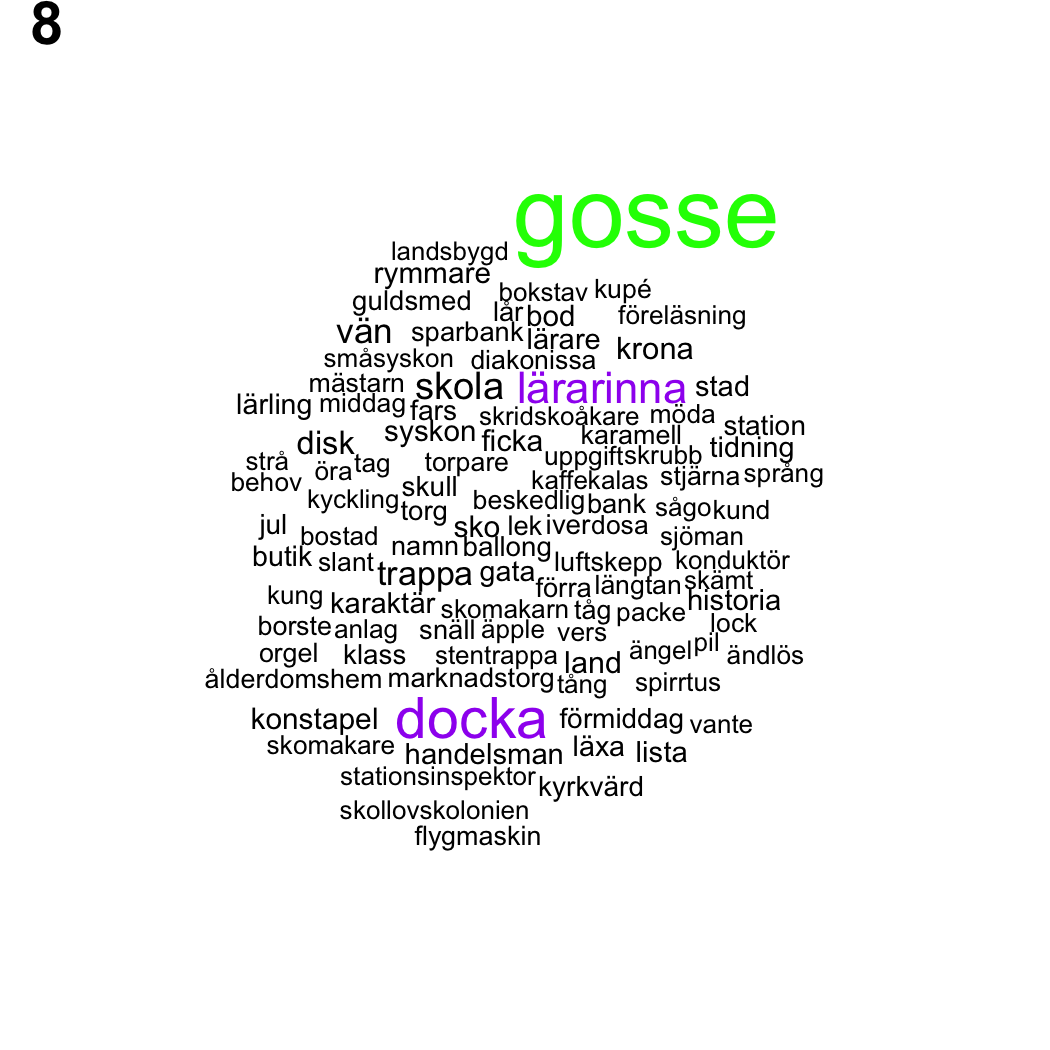 8
gosse
landsbygd
rymmare
bokstav kupé
guldsmed
lår bod föreläsning
vän sparbank lärare krona
småsyskon diakonissa
mästarn skola lärarinna stad
lärling middag fars skridskoåkare möda
syskon ficka karamell station
disk uppgiftskrubb tidning
strå öra tag torpare kaffekalas stjärna språng
behov kyckling skull beskedlig bank sågo kund
torg
jul bostad sko lek iverdosa sjöman
butik slant namn ballong luftskepp konduktör
trappa gata förra längtan skämt
kung karaktär skomakarn tåg packe historia
borste anlag snäll äpple vers lock
orgel klass stentrappa land ängel pil ändlös
ålderdomshem marknadstorg tång spirrtus
konstapel docka förmiddag vante
skomakare handelsman läxa lista
stationsinspektor kyrkvärd
skollovskolonien
flygmaskin